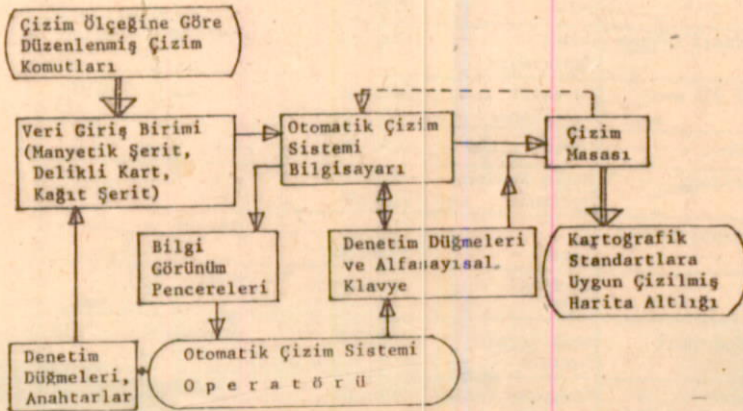 Çizim Ölçeğine Göre
Düzenlenmiş Çizim
Komutları
Veri Giriş Birimi
(Manyetik Şerit,
Delikli Kart,
Kağıt Şerit)
Otomatik Çizim
Sistemi
Bilgisayarı
Çizim
Masası
Bilgi
Görünüm
Pencereleri
Denetim Düğmeleri
ve Alfasayısal
Klavye
Kartoğrafik
Standartlara
Uygun Çizilmiş
Harita Altlığı
Denetim
Düğmeleri,
Anahtarlar
Otomatik Çizim Sistemi
O p e r a t ö r ü